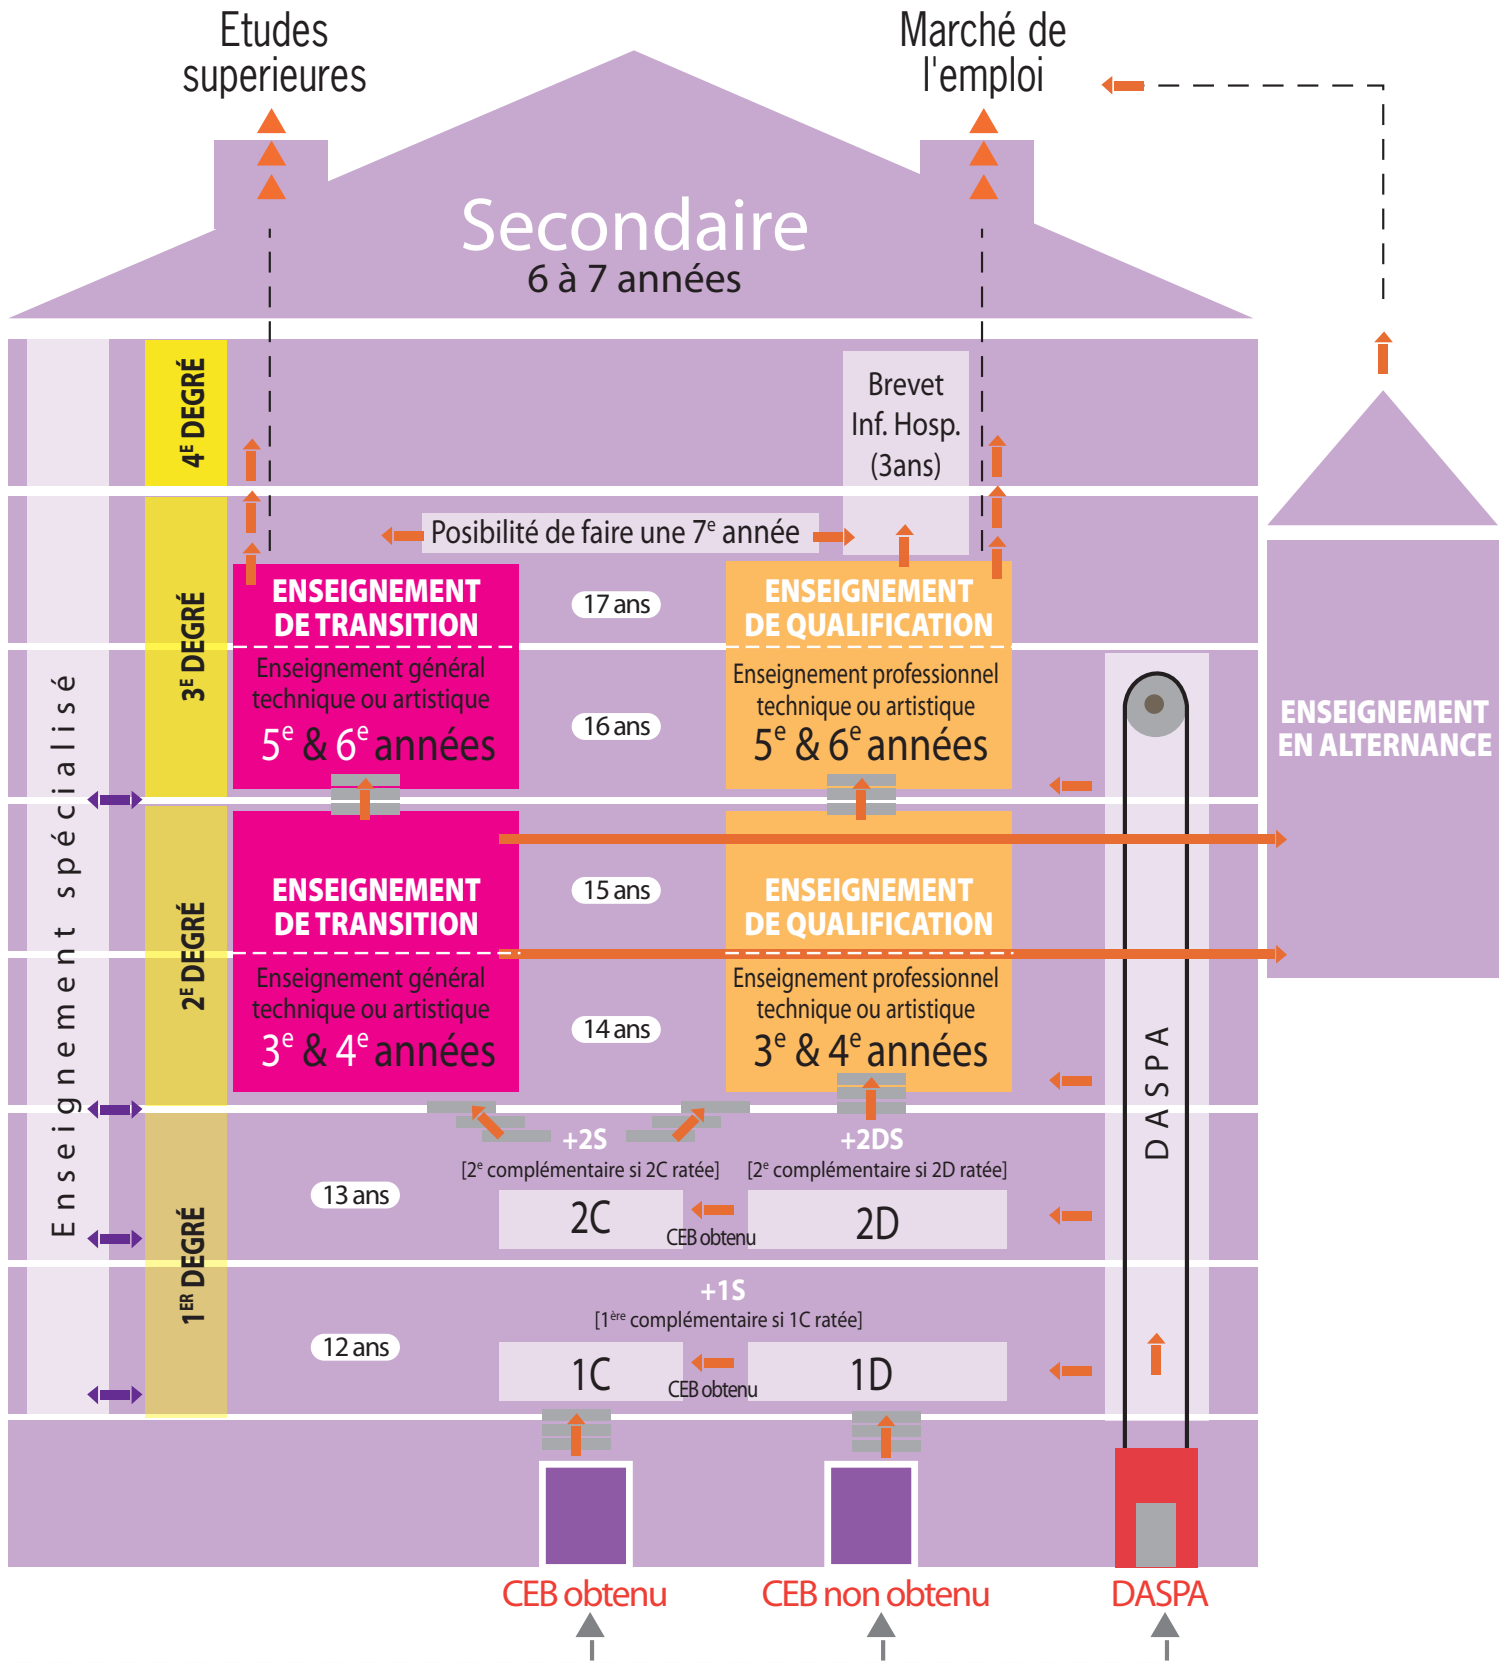 Etudes
superieures
Marché de
l'emploi
Secondaire
6 à 7 années
4E DEGRÉ
Brevet
Inf. Hosp.
(3ans)
Posibilité de faire une 7e année
3E DEGRÉ
ENSEIGNEMENT
DE TRANSITION
Enseignement général
technique ou artistique
5e & 6e années
17 ans
16 ans
ENSEIGNEMENT
DE QUALIFICATION
Enseignement professionnel
technique ou artistique
5e & 6e années
ENSEIGNEMENT
EN ALTERNANCE
Enseignement spécialisé
2E DEGRÉ
ENSEIGNEMENT
DE TRANSITION
Enseignement général
technique ou artistique
3e & 4e années
15 ans
14 ans
ENSEIGNEMENT
DE QUALIFICATION
Enseignement professionnel
technique ou artistique
3e & 4e années
DASPA
1ER DEGRÉ
+2S
[2e complémentaire si 2C ratée]
+2DS
[2e complémentaire si 2D ratée]
13 ans
2C
CEB obtenu
2D
+1S
[1ère complémentaire si 1C ratée]
12 ans
1C
CEB obtenu
1D
CEB obtenu
CEB non obtenu
DASPA